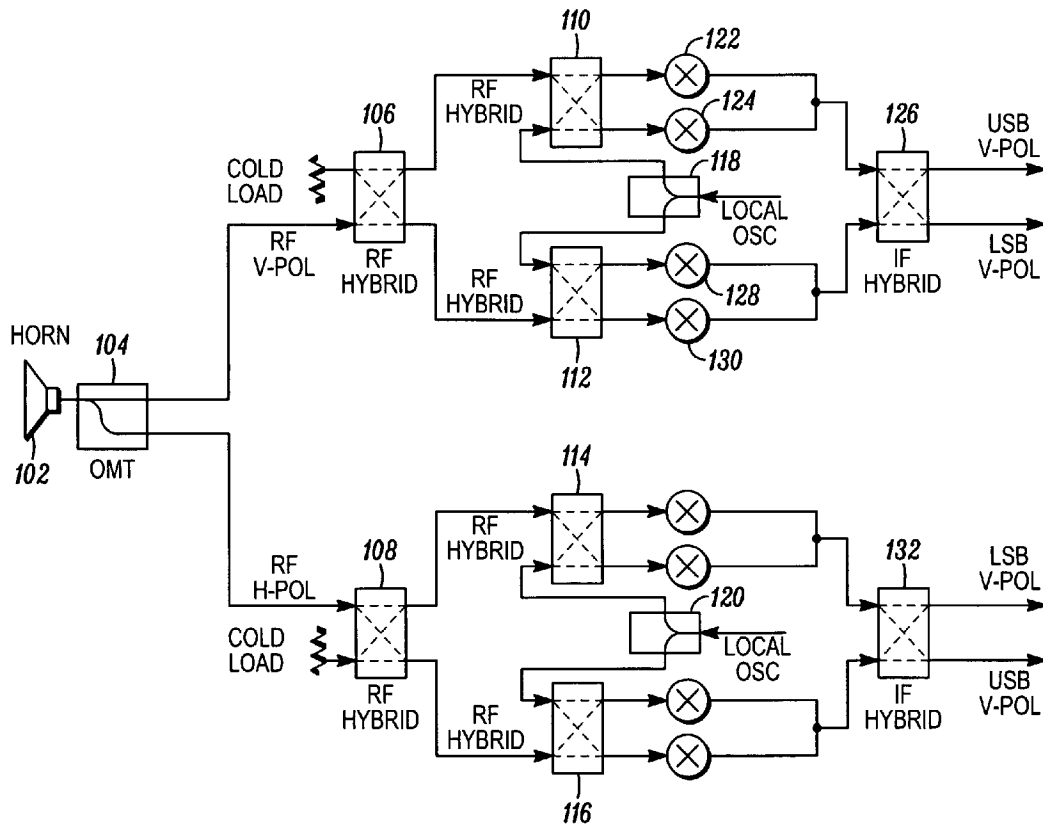 110
122
RF
HYBRID
124
106
126
USB
V-POL
COLD
LOAD
118
LOCAL
OSC
RF
V-POL
RF
HYBRID
RF
HYBRID
128
IF
HYBRID
LSB
V-POL
130
112
HORN
104
102
OMT
114
RF
HYBRID
108
132
LSB
V-POL
RF
H-POL
120
COLD
LOAD
LOCAL
OSC
RF
HYBRID
RF
HYBRID
IF
HYBRID
USB
V-POL
116